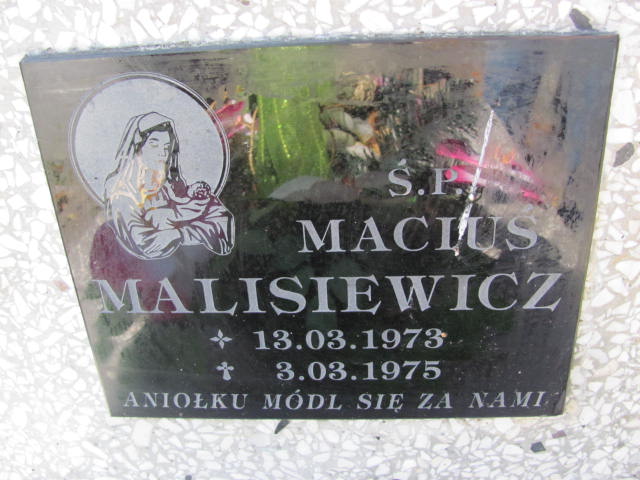 Ś.P.
MACIUS
MALISIEWICZ
13.03.1973
3.03.1975
ANIOŁKU MÓDL SIĘ ZA NAMI